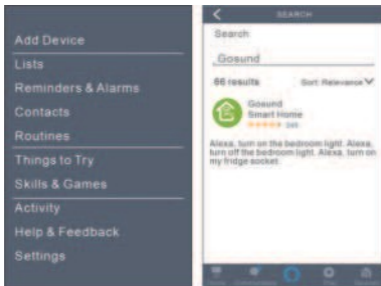 Add Device
Lists
Reminders & Alarms
Contacts
Routines
Things to Try
Skills & Games
Activity
Help & Feedback
Settings
SEARCH
Search
Gosund
66 results Sort: Relevance
Gosund
Smart Home
Alexa, turn on the bedroom light. Alexa,
turn off the bedroom light. Alexa, turn on
my fridge socket.